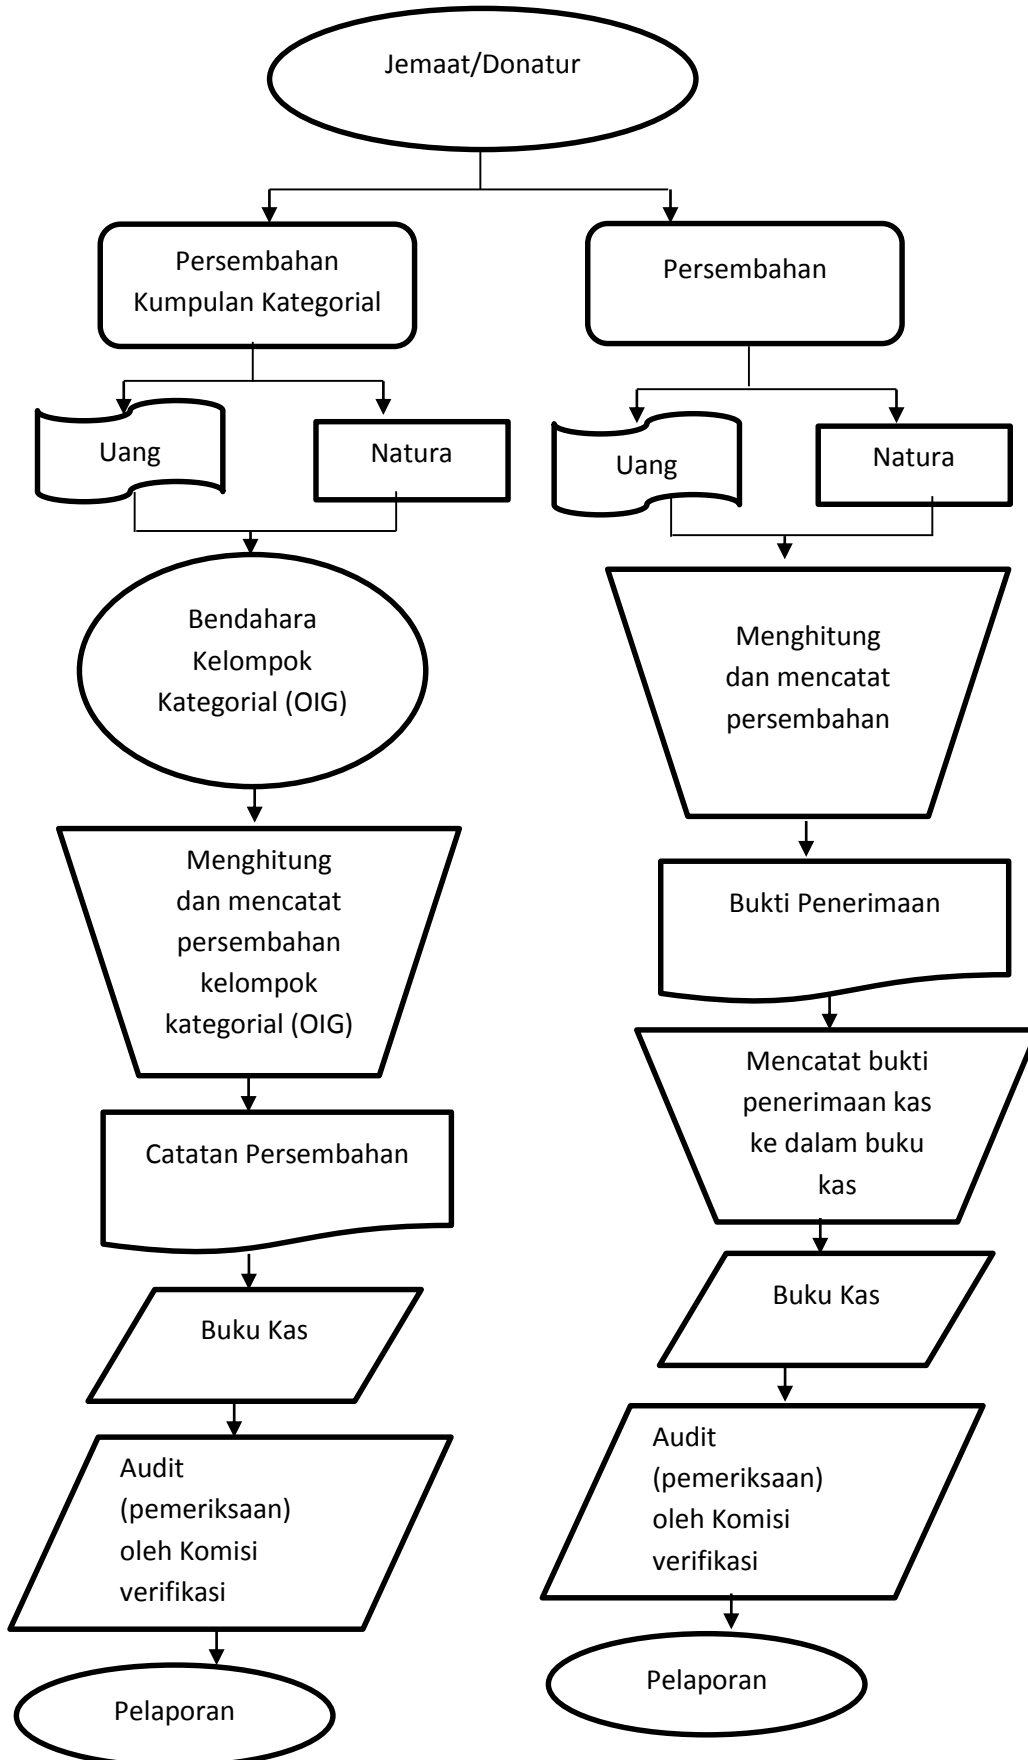 Jemaat/Donatur
Persembahan
Kumpulan Kategorial
Persembahan
Uang
Natura
Uang
Natura
Bendahara
Kelompok
Kategorial (OIG)
Menghitung
dan mencatat
persembahan
Menghitung
dan mencatat
persembahan
kelompok
kategorial (OIG)
Bukti Penerimaan
Catatan Persembahan
Mencatat bukti
penerimaan kas
ke dalam buku
kas
Buku Kas
Buku Kas
Audit
(pemeriksaan)
oleh Komisi
verifikasi
Audit
(pemeriksaan)
oleh Komisi
verifikasi
Pelaporan
Pelaporan